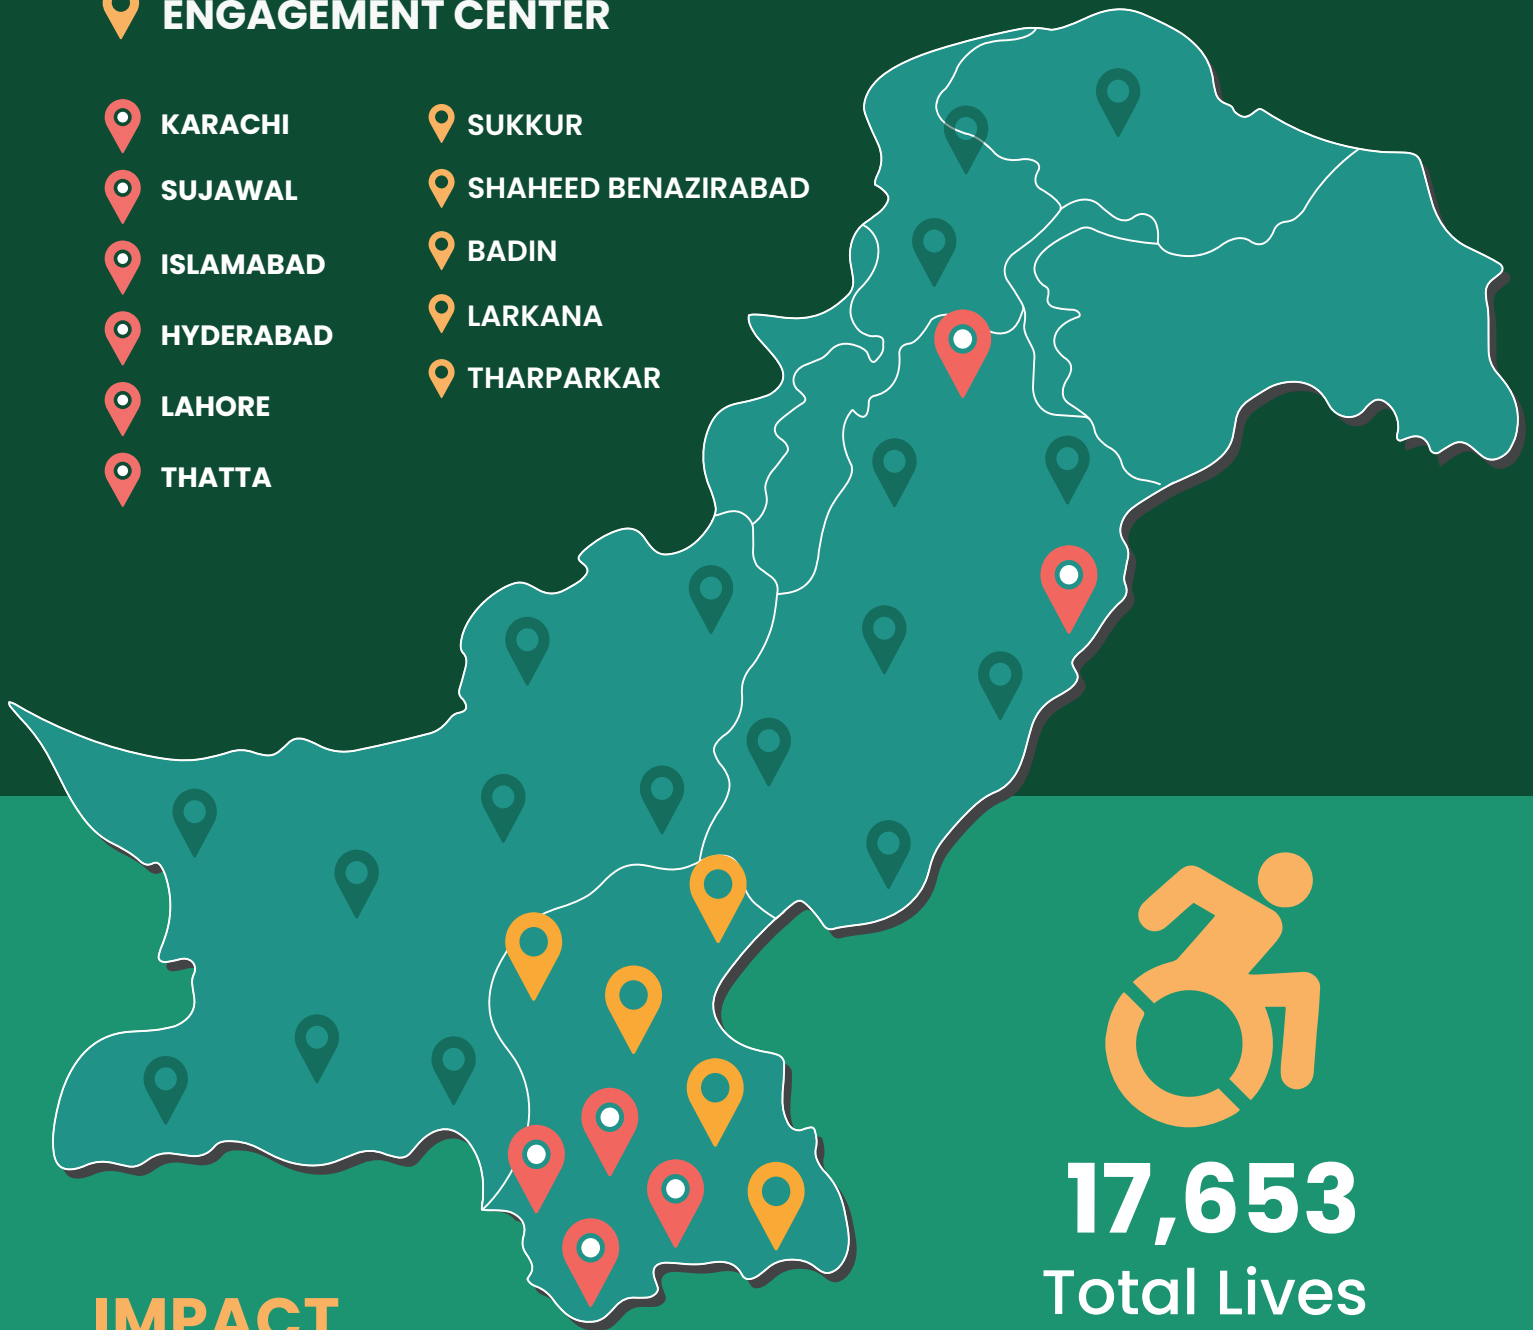 ENGAGEMENT CENTER
KARACHI
SUJAWAL
ISLAMABAD
HYDERABAD
LAHORE
THATTA
SUKKUR
SHAHEED BENAZIRABAD
BADIN
LARKANA
THARPARKAR
17,653
Total Lives
IMPACT